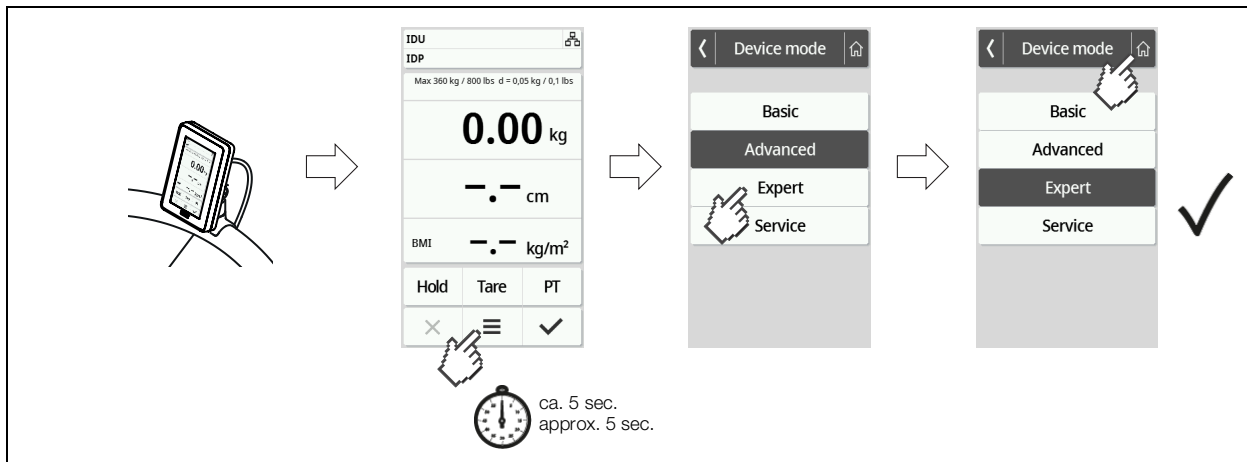 0.00
IDU
IDP
Max 360 kg / 800 lbs d = 0,05 kg / 0,1 lbs
0.00 kg
--.-- cm
BMI --.-- kg/m²
Hold Tare PT
ca. 5 sec.
approx. 5 sec.
Device mode
Basic
Advanced
Expert
Service
Device mode
Basic
Advanced
Expert
Service